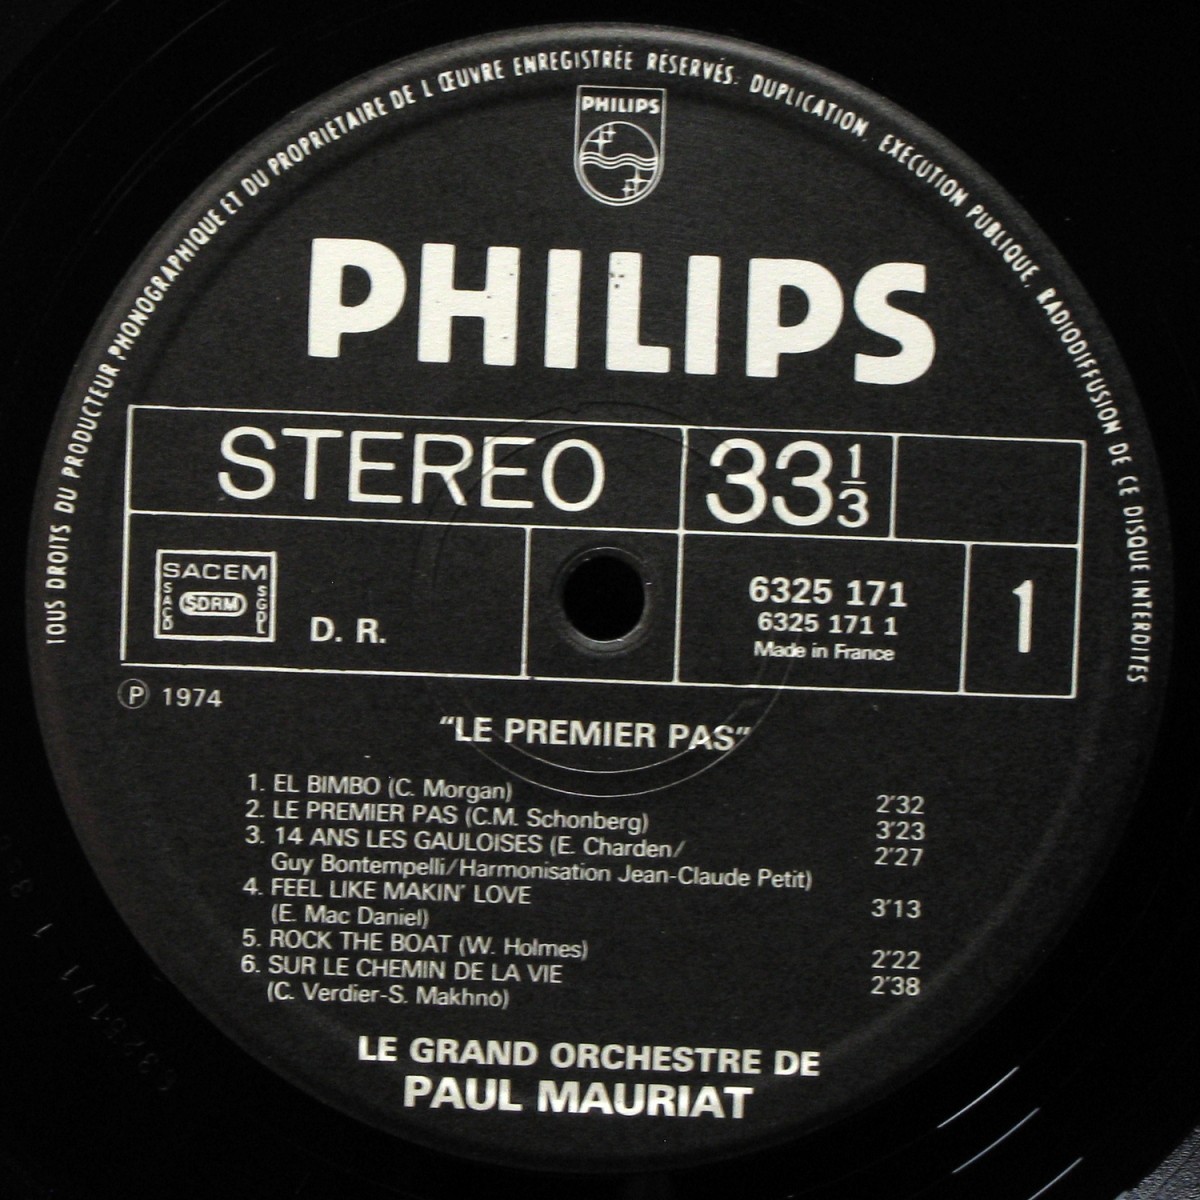 TOUS DROITS DU PRODUCTEUR PHONOGRAPHIQUE ET DU PROPRIÉTAIRE DE L ŒUVRE ENREGISTRÉE RÉSERVÉS. DUPLICATION, EXÉCUTION PUBLIQUE, RADIODIFFUSION DE CE DISQUE INTERDITES
PHILIPS
PHILIPS
STEREO 33 1/3
SACEM
SACD SDRM SGDL
D. R.
6325 171
6325 171 1
Made in France
1
Ⓟ 1974
"LE PREMIER PAS"
1. EL BIMBO (C. Morgan) 2'32
2. LE PREMIER PAS (C.M. Schonberg) 3'23
3. 14 ANS LES GAULOISES (E. Charden/ 2'27
Guy Bontempelli/Harmonisation Jean-Claude Petit)
4. FEEL LIKE MAKIN' LOVE 3'13
(E. Mac Daniel)
5. ROCK THE BOAT (W. Holmes) 2'22
6. SUR LE CHEMIN DE LA VIE 2'38
(C. Verdier-S. Makhnó)
LE GRAND ORCHESTRE DE
PAUL MAURIAT